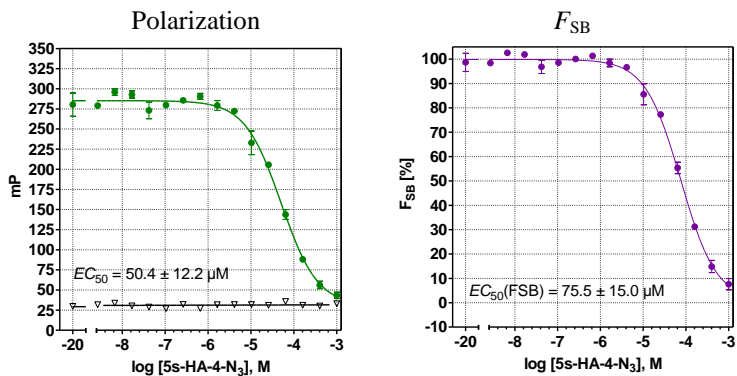 Polarization
350
325
300
275
250
225
200
175
150
125
100
75
50
25
0
mP
EC50 = 50.4 ± 12.2 µM
-20 -8 -7 -6 -5 -4 -3
log [5s-HA-4-N3], M
FSB
110
100
90
80
70
60
50
40
30
20
10
0
-10
FSB [%]
EC50(FSB) = 75.5 ± 15.0 µM
-20 -8 -7 -6 -5 -4 -3
log [5s-HA-4-N3], M